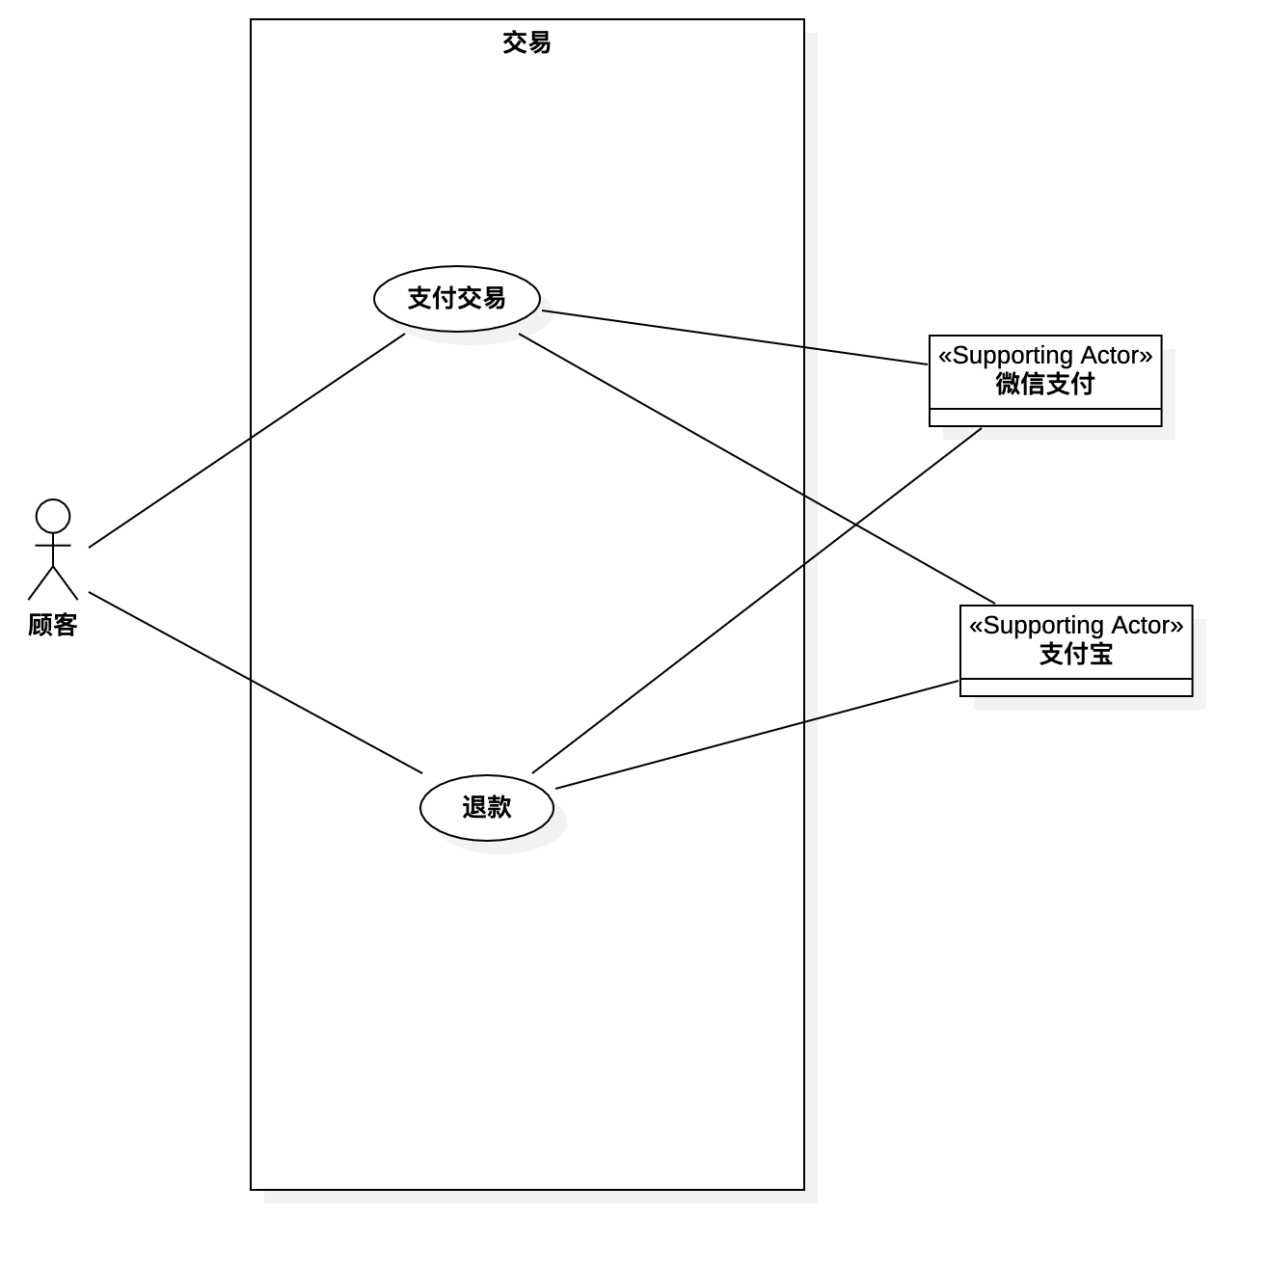 交易
支付交易
«Supporting Actor»
微信支付
顾客
«Supporting Actor»
支付宝
退款